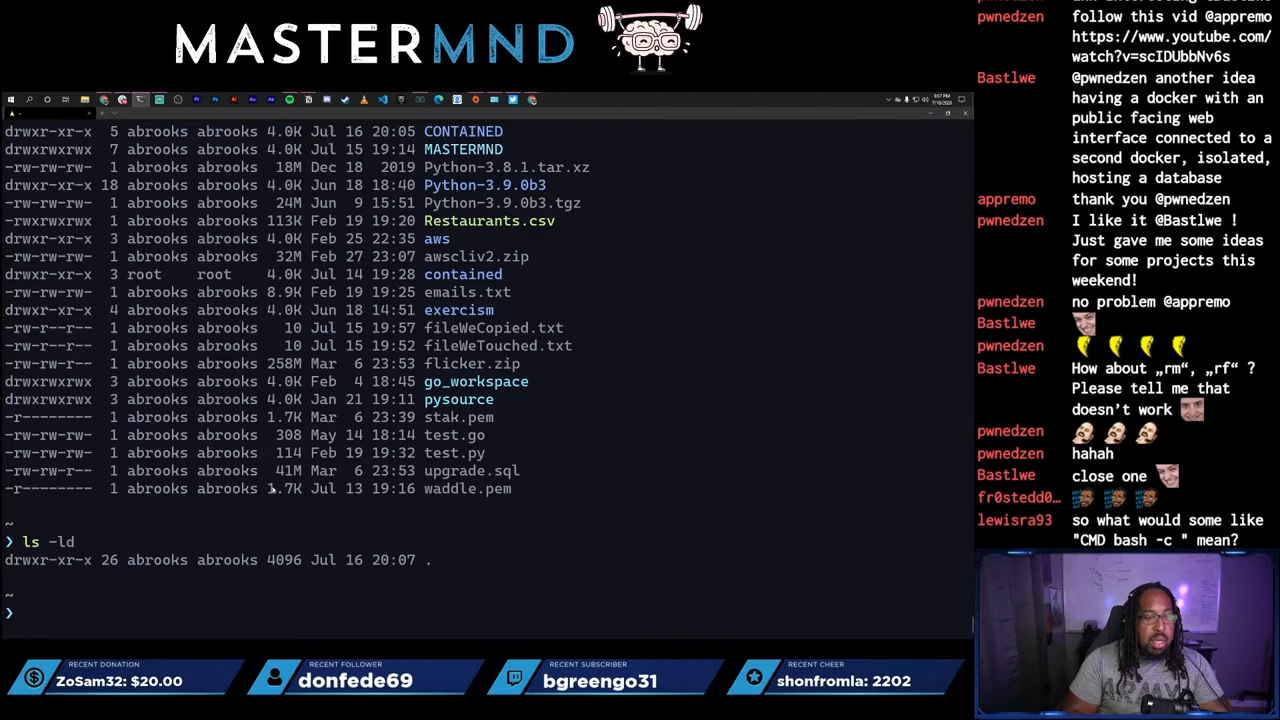 MASTERMND
8:07 PM
7/16/2020
drwxr-xr-x 5 abrooks abrooks 4.0K Jul 16 20:05 CONTAINED
drwxrwxrwx 7 abrooks abrooks 4.0K Jul 15 19:14 MASTERMND
-rw-rw-rw- 1 abrooks abrooks 18M Dec 18 2019 Python-3.8.1.tar.xz
drwxr-xr-x 18 abrooks abrooks 4.0K Jun 18 18:40 Python-3.9.0b3
-rw-rw-rw- 1 abrooks abrooks 24M Jun 9 15:51 Python-3.9.0b3.tgz
-rwxrwxrwx 1 abrooks abrooks 113K Feb 19 19:20 Restaurants.csv
drwxr-xr-x 3 abrooks abrooks 4.0K Feb 25 22:35 aws
-rw-rw-rw- 1 abrooks abrooks 32M Feb 27 23:07 awscliv2.zip
drwxr-xr-x 3 root root 4.0K Jul 14 19:28 contained
-rw-rw-rw- 1 abrooks abrooks 8.9K Feb 19 19:25 emails.txt
drwxr-xr-x 4 abrooks abrooks 4.0K Jun 18 14:51 exercism
-rw-r--r-- 1 abrooks abrooks 10 Jul 15 19:57 fileWeCopied.txt
-rw-r--r-- 1 abrooks abrooks 10 Jul 15 19:52 fileWeTouched.txt
-rw-rw-rw- 1 abrooks abrooks 258M Mar 6 23:53 flicker.zip
drwxrwxrwx 3 abrooks abrooks 4.0K Feb 4 18:45 go_workspace
drwxrwxrwx 3 abrooks abrooks 4.0K Jan 21 19:11 pysource
-r-------- 1 abrooks abrooks 1.7K Mar 6 23:39 stak.pem
-rw-rw-rw- 1 abrooks abrooks 308 May 14 18:14 test.go
-rw-rw-rw- 1 abrooks abrooks 114 Feb 19 19:32 test.py
-rw-rw-rw- 1 abrooks abrooks 41M Mar 6 23:53 upgrade.sql
-r-------- 1 abrooks abrooks 1.7K Jul 13 19:16 waddle.pem
~
❯ ls -ld
drwxr-xr-x 26 abrooks abrooks 4096 Jul 16 20:07 .
~
❯
pwnedzen follow this vid @appremo
https://www.youtube.com/
watch?v=scIDUbbNv6s
Bastlwe @pwnedzen another idea
having a docker with an
public facing web
interface connected to a
second docker, isolated,
hosting a database
appremo thank you @pwnedzen
pwnedzen I like it @Bastlwe !
Just gave me some ideas
for some projects this
weekend!
pwnedzen no problem @appremo
Bastlwe
pwnedzen
Bastlwe How about „rm“, „rf“ ?
Please tell me that
doesn’t work
pwnedzen
pwnedzen hahah
Bastlwe close one
fr0stedd0…
lewisra93 so what would some like
"CMD bash -c " mean?
RECENT DONATION
ZoSam32: $20.00
RECENT FOLLOWER
donfede69
RECENT SUBSCRIBER
bgreengo31
RECENT CHEER
shonfromla: 2202